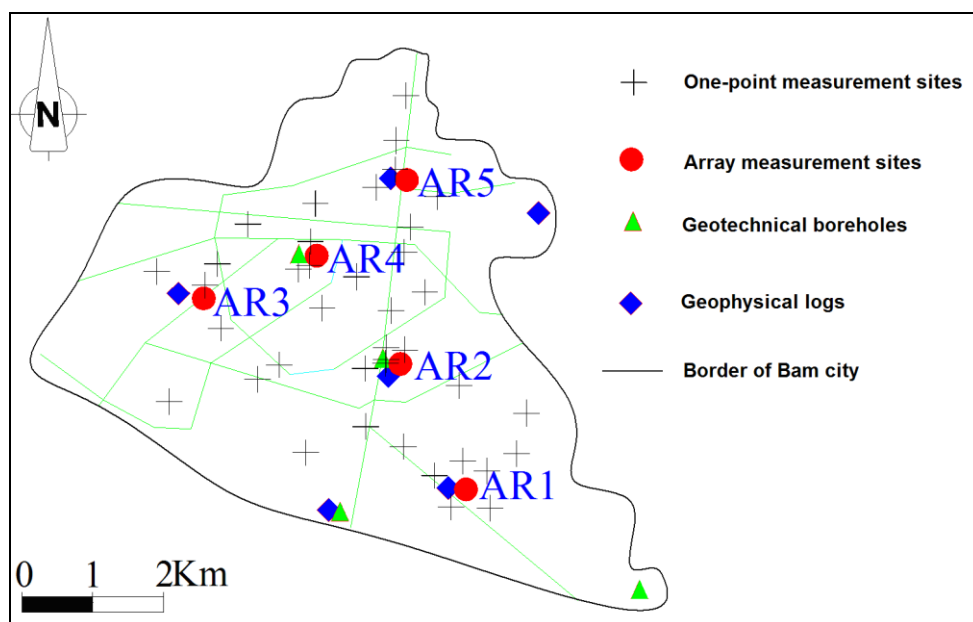 N
One-point measurement sites
Array measurement sites
Geotechnical boreholes
Geophysical logs
Border of Bam city
AR5
AR4
AR3
AR2
AR1
0 1 2Km